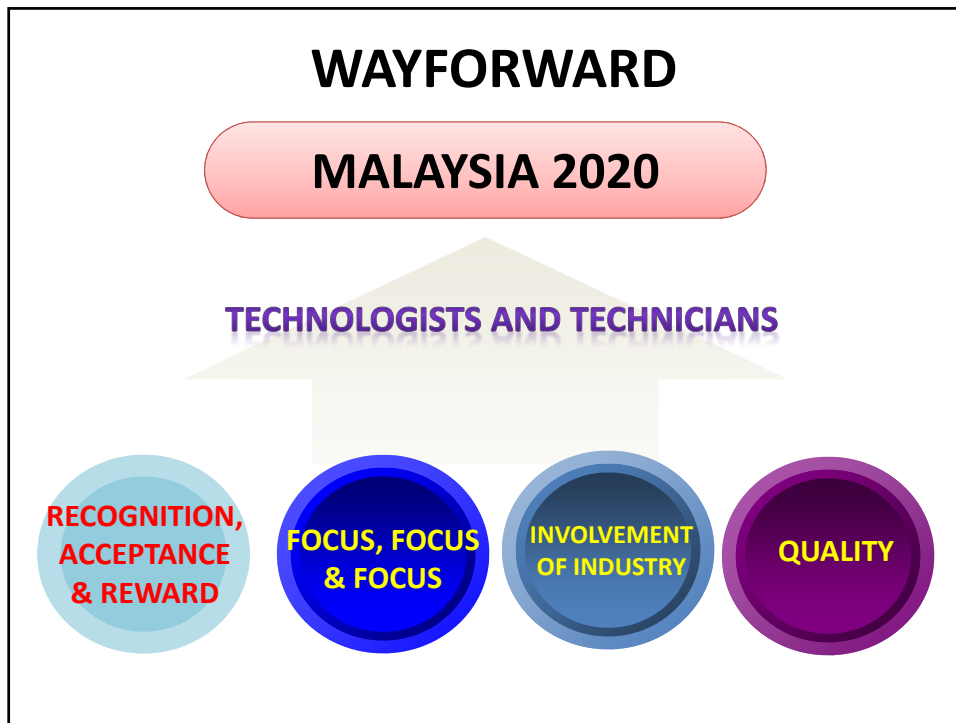 WAYFORWARD
MALAYSIA 2020
TECHNOLOGISTS AND TECHNICIANS
RECOGNITION,
ACCEPTANCE
& REWARD
FOCUS, FOCUS
& FOCUS
INVOLVEMENT
OF INDUSTRY
QUALITY